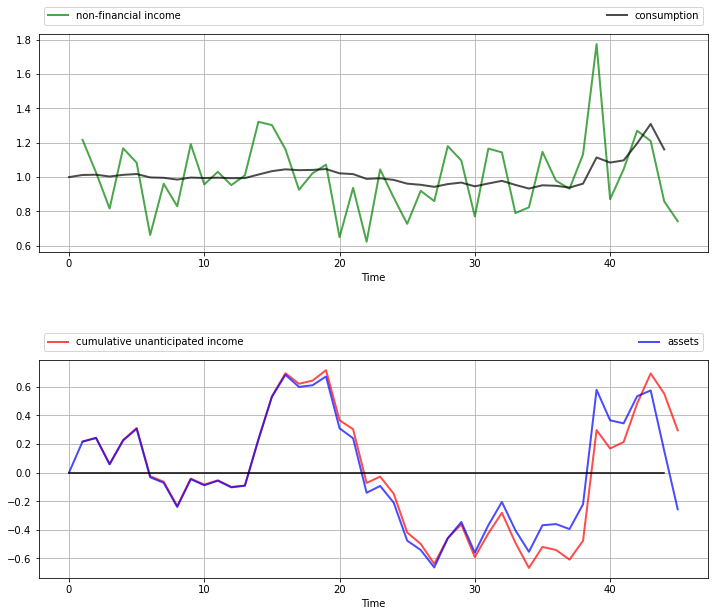 non-financial income consumption
1.8
1.6
1.4
1.2
1.0
0.8
0.6
0 10 20 30 40
Time
cumulative unanticipated income assets
0.6
0.4
0.2
0.0
−0.2
−0.4
−0.6
0 10 20 30 40
Time